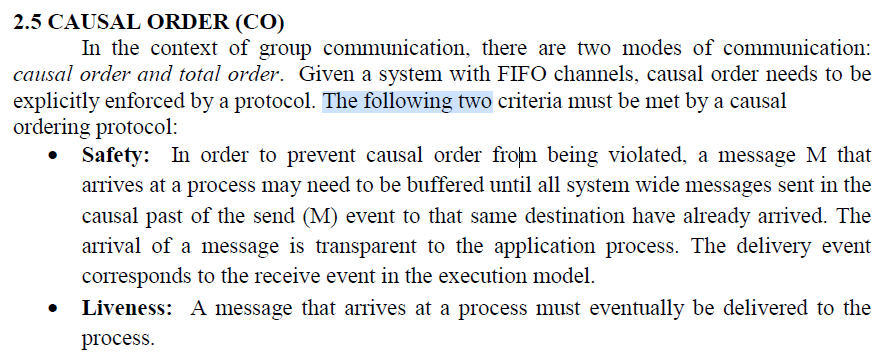 2.5 CAUSAL ORDER (CO)
In the context of group communication, there are two modes of communication:
causal order and total order. Given a system with FIFO channels, causal order needs to be
explicitly enforced by a protocol. The following two criteria must be met by a causal
ordering protocol:
• Safety: In order to prevent causal order from being violated, a message M that
arrives at a process may need to be buffered until all system wide messages sent in the
causal past of the send (M) event to that same destination have already arrived. The
arrival of a message is transparent to the application process. The delivery event
corresponds to the receive event in the execution model.
• Liveness: A message that arrives at a process must eventually be delivered to the
process.